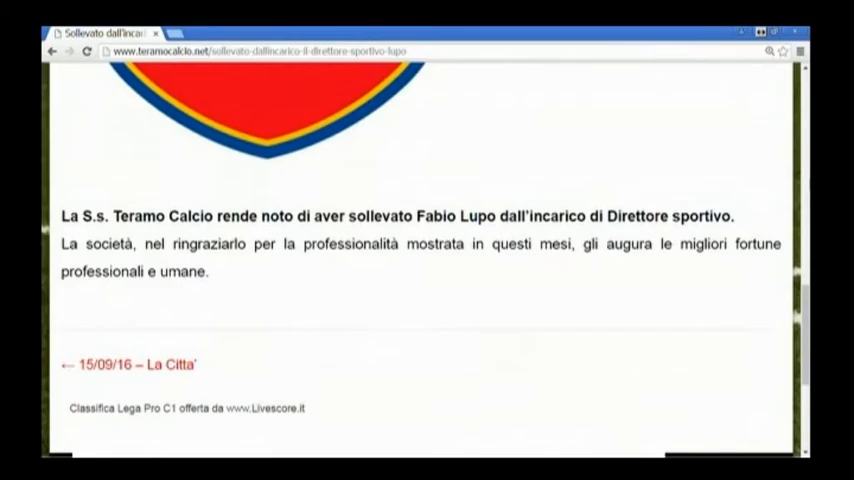 Sollevato dall'incari
www.teramocalcio.net/sollevato-dallincarico-il-direttore-sportivo-lupo
La S.s. Teramo Calcio rende noto di aver sollevato Fabio Lupo dall'incarico di Direttore sportivo.
La società, nel ringraziarlo per la professionalità mostrata in questi mesi, gli augura le migliori fortune
professionali e umane.
← 15/09/16 – La Citta'
Classifica Lega Pro C1 offerta da www.Livescore.it